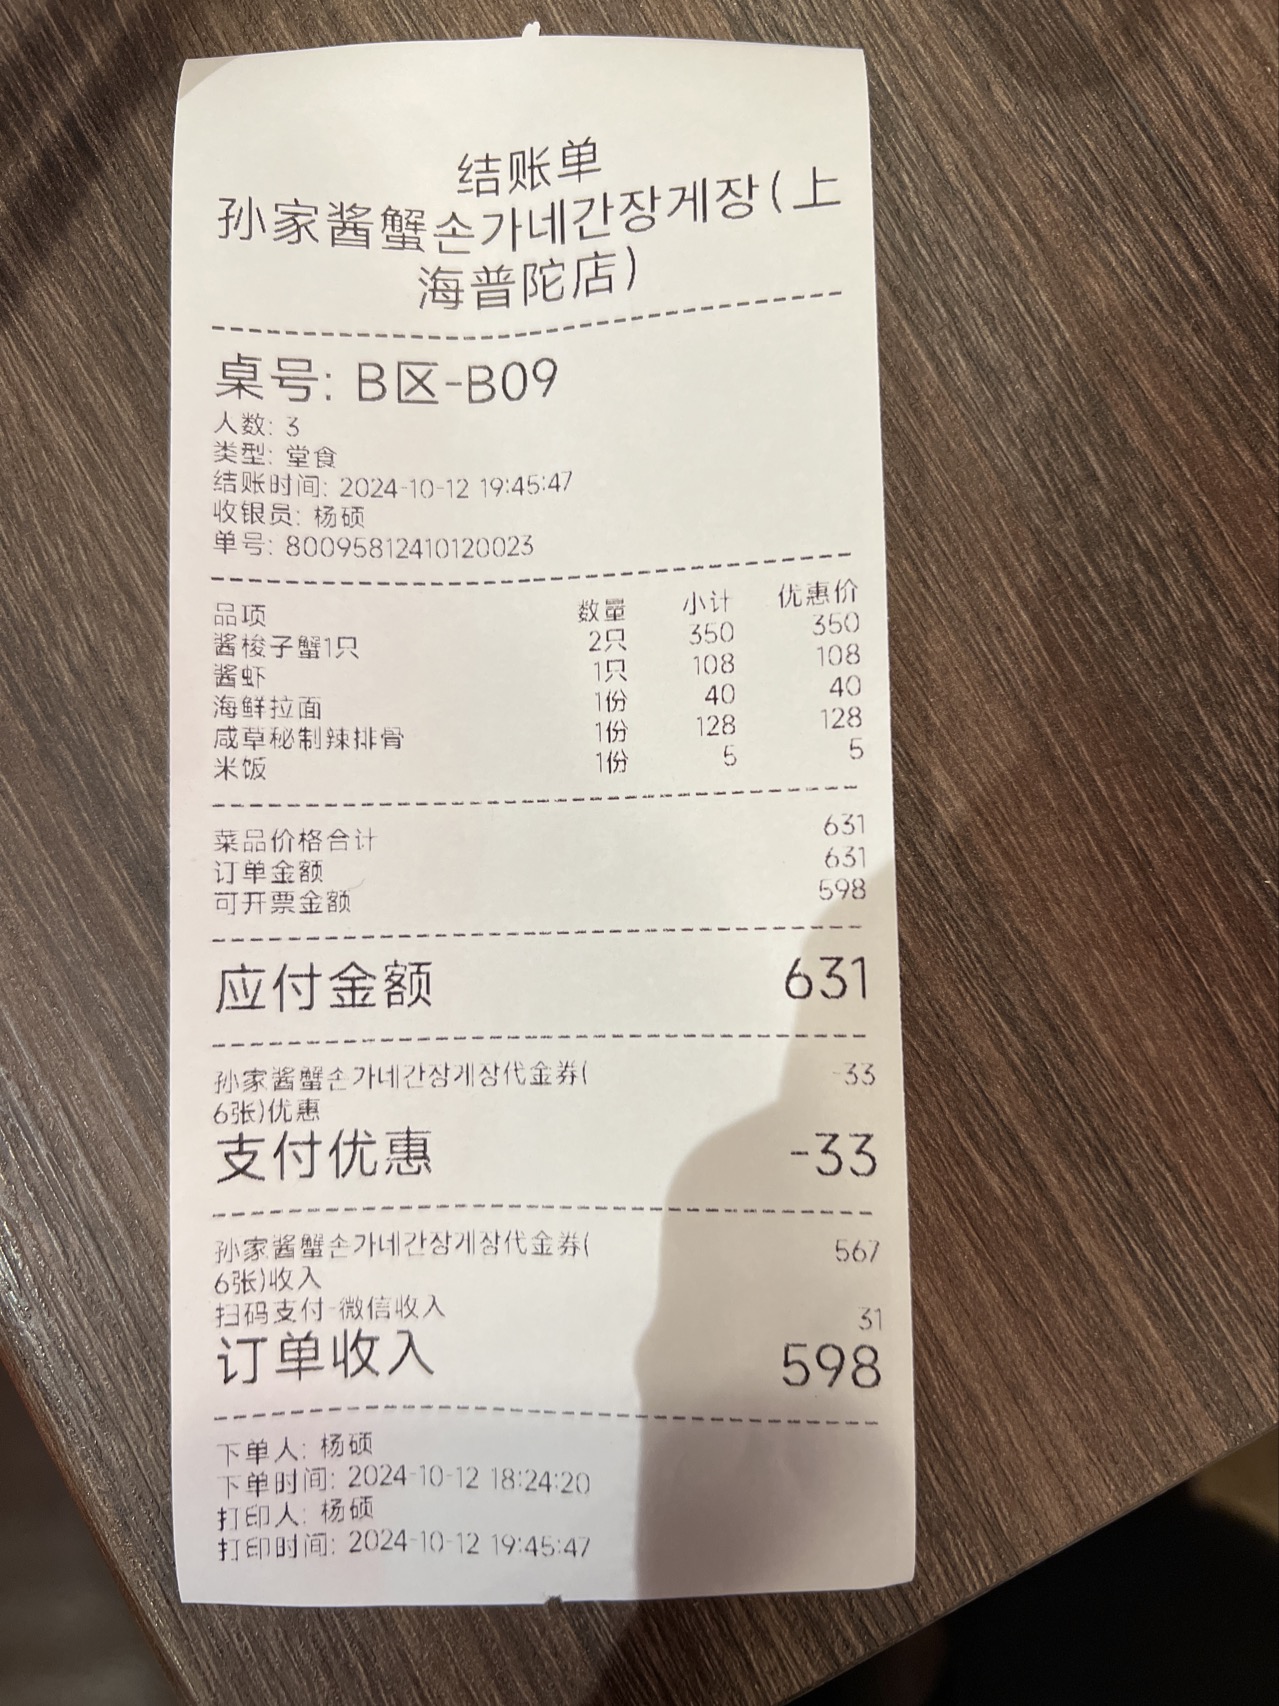 结账单
孙家酱蟹손가네간장게장(上
海普陀店)
桌号: B区-B09
人数: 3
类型: 堂食
结账时间: 2024-10-12 19:45:47
收银员: 杨硕
单号: 80095812410120023
品项 数量 小计 优惠价
酱梭子蟹1只 2只 350 350
酱虾 1只 108 108
海鲜拉面 1份 40 40
咸草秘制辣排骨 1份 128 128
米饭 1份 5 5
菜品价格合计 631
订单金额 631
可开票金额 598
应付金额 631
孙家酱蟹손가네간장게장代金券( -33
6张)优惠
支付优惠 -33
孙家酱蟹손가네간장게장代金券( 567
6张)收入
扫码支付-微信收入 31
订单收入 598
下单人: 杨硕
下单时间: 2024-10-12 18:24:20
打印人: 杨硕
打印时间: 2024-10-12 19:45:47